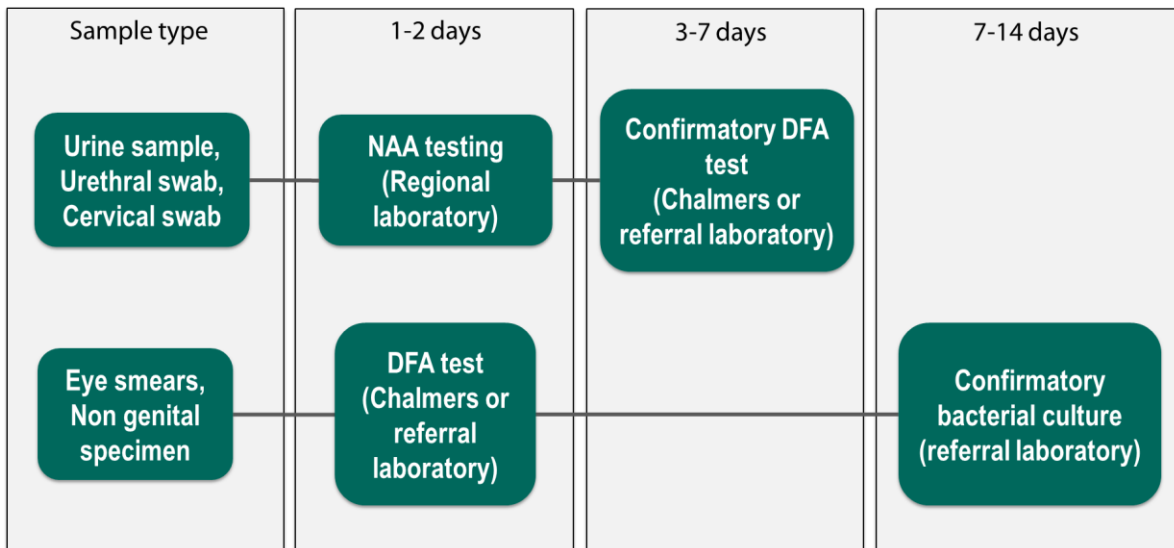 Sample type
1-2 days
3-7 days
7-14 days
Urine sample,
Urethral swab,
Cervical swab
NAA testing
(Regional
laboratory)
Confirmatory DFA
test
(Chalmers or
referral laboratory)
Eye smears,
Non genital
specimen
DFA test
(Chalmers or
referral
laboratory)
Confirmatory
bacterial culture
(referral laboratory)